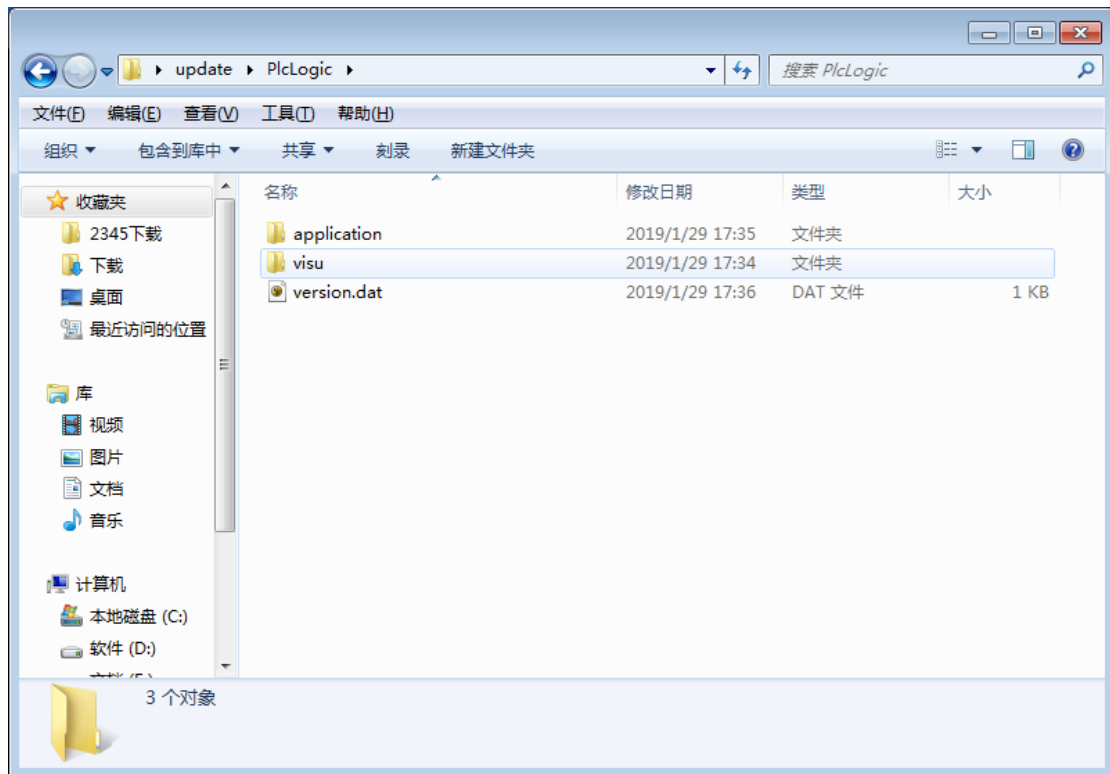 update PlcLogic
搜索 PlcLogic
文件(F) 编辑(E) 查看(V) 工具(T) 帮助(H)
组织 包含到库中 共享 刻录 新建文件夹
名称 修改日期 类型 大小
收藏夹
2345下载
下载
桌面
最近访问的位置
库
视频
图片
文档
音乐
计算机
本地磁盘 (C:)
软件 (D:)
application 2019/1/29 17:35 文件夹
visu 2019/1/29 17:34 文件夹
version.dat 2019/1/29 17:36 DAT 文件 1 KB
3 个对象